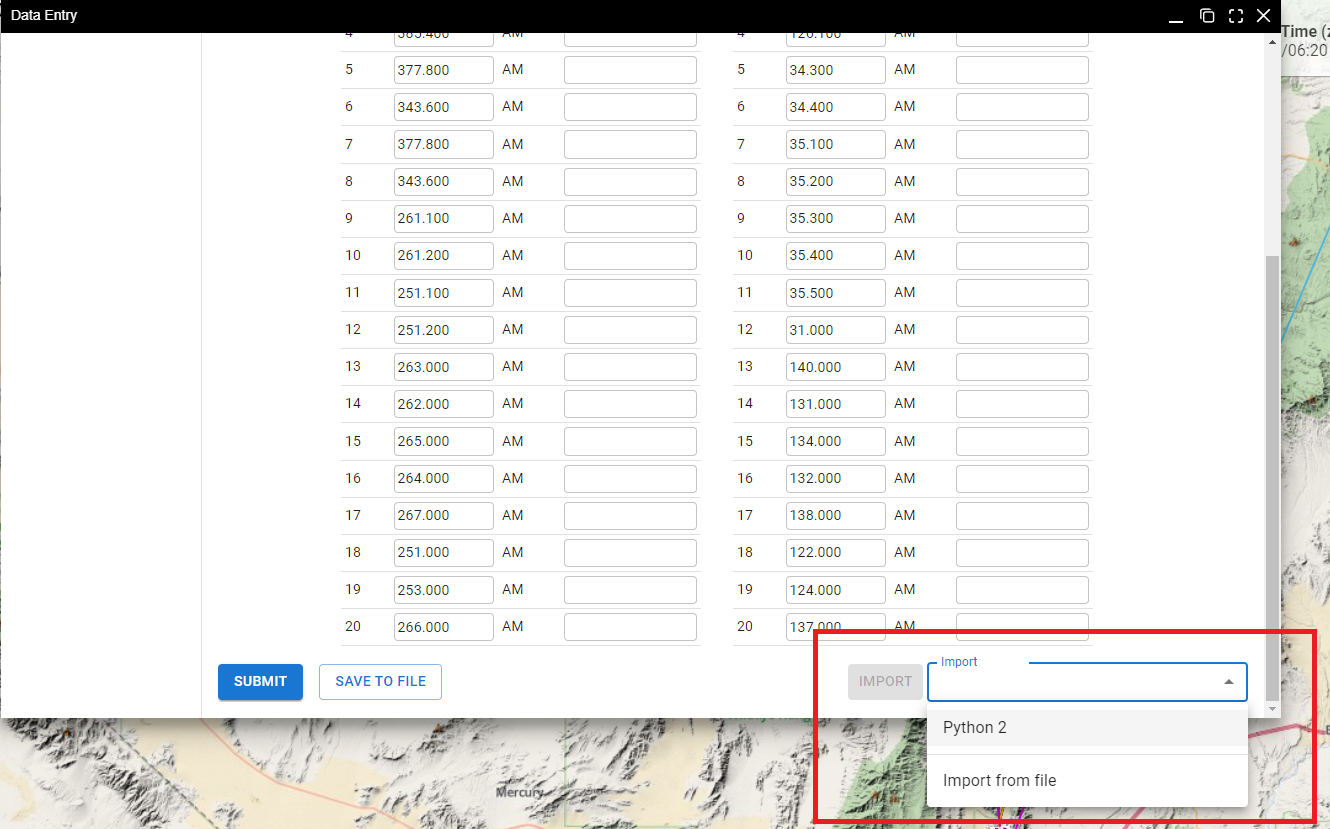 Data Entry
Time (z
/06:20
4 365.400 AM 4 126.100 AM
5 377.800 AM 5 34.300 AM
6 343.600 AM 6 34.400 AM
7 377.800 AM 7 35.100 AM
8 343.600 AM 8 35.200 AM
9 261.100 AM 9 35.300 AM
10 261.200 AM 10 35.400 AM
11 251.100 AM 11 35.500 AM
12 251.200 AM 12 31.000 AM
13 263.000 AM 13 140.000 AM
14 262.000 AM 14 131.000 AM
15 265.000 AM 15 134.000 AM
16 264.000 AM 16 132.000 AM
17 267.000 AM 17 138.000 AM
18 251.000 AM 18 122.000 AM
19 253.000 AM 19 124.000 AM
20 266.000 AM 20 137.000 AM
Import
SUBMIT SAVE TO FILE IMPORT
Python 2
Import from file
Mercury